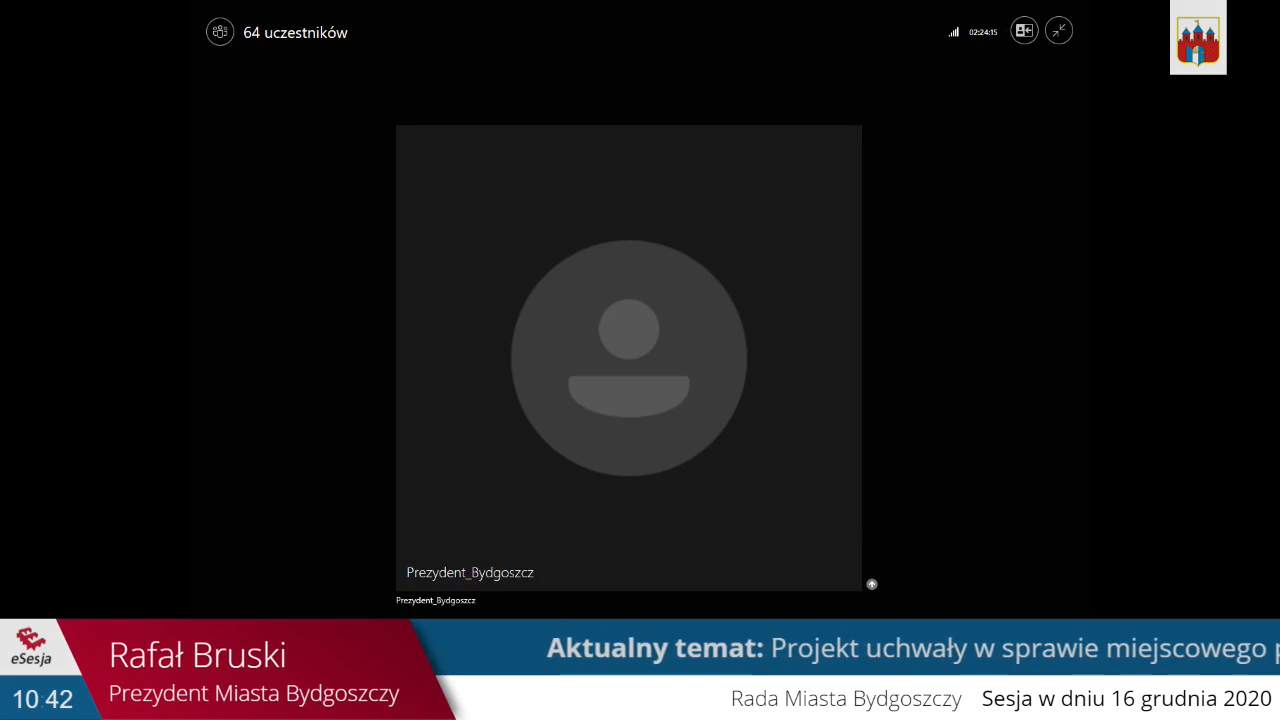 64 uczestników
02:24:15
Prezydent_Bydgoszcz
Prezydent_Bydgoszcz
eSesja
Rafał Bruski
Prezydent Miasta Bydgoszczy
Aktualny temat: Projekt uchwały w sprawie miejscowego
10:42
Rada Miasta Bydgoszczy Sesja w dniu 16 grudnia 2020